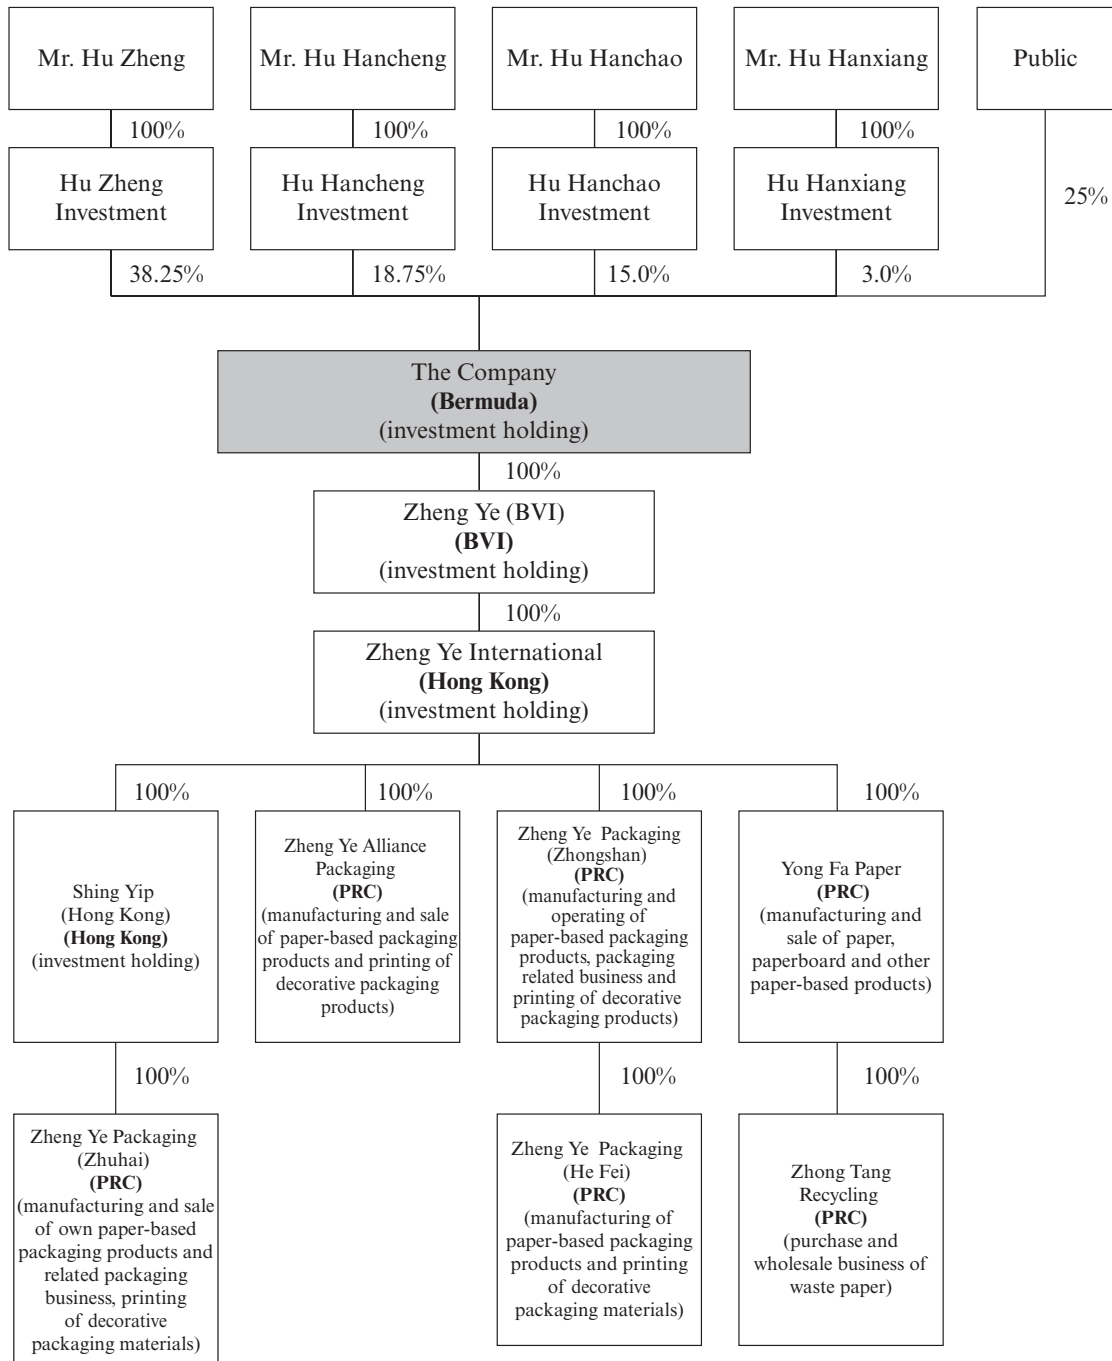 Mr. Hu Zheng
Mr. Hu Hancheng
Mr. Hu Hanchao
Mr. Hu Hanxiang
Public
100%
100%
100%
100%
Hu Zheng
Investment
Hu Hancheng
Investment
Hu Hanchao
Investment
Hu Hanxiang
Investment
25%
38.25%
18.75%
15.0%
3.0%
The Company
(Bermuda)
(investment holding)
100%
Zheng Ye (BVI)
(BVI)
(investment holding)
100%
Zheng Ye International
(Hong Kong)
(investment holding)
100%
100%
100%
100%
Shing Yip
(Hong Kong)
(Hong Kong)
(investment holding)
Zheng Ye Alliance
Packaging
(PRC)
(manufacturing and sale
of paper-based packaging
products and printing of
decorative packaging
products)
Zheng Ye Packaging
(Zhongshan)
(PRC)
(manufacturing and
operating of
paper-based packaging
products, packaging
related business and
printing of decorative
packaging products)
Yong Fa Paper
(PRC)
(manufacturing and
sale of paper,
paperboard and other
paper-based products)
100%
100%
100%
Zheng Ye Packaging
(Zhuhai)
(PRC)
(manufacturing and sale
of own paper-based
packaging products and
related packaging
business, printing
of decorative
packaging materials)
Zheng Ye Packaging
(He Fei)
(PRC)
(manufacturing of
paper-based packaging
products and printing
of decorative
packaging materials)
Zhong Tang
Recycling
(PRC)
(purchase and
wholesale business of
waste paper)